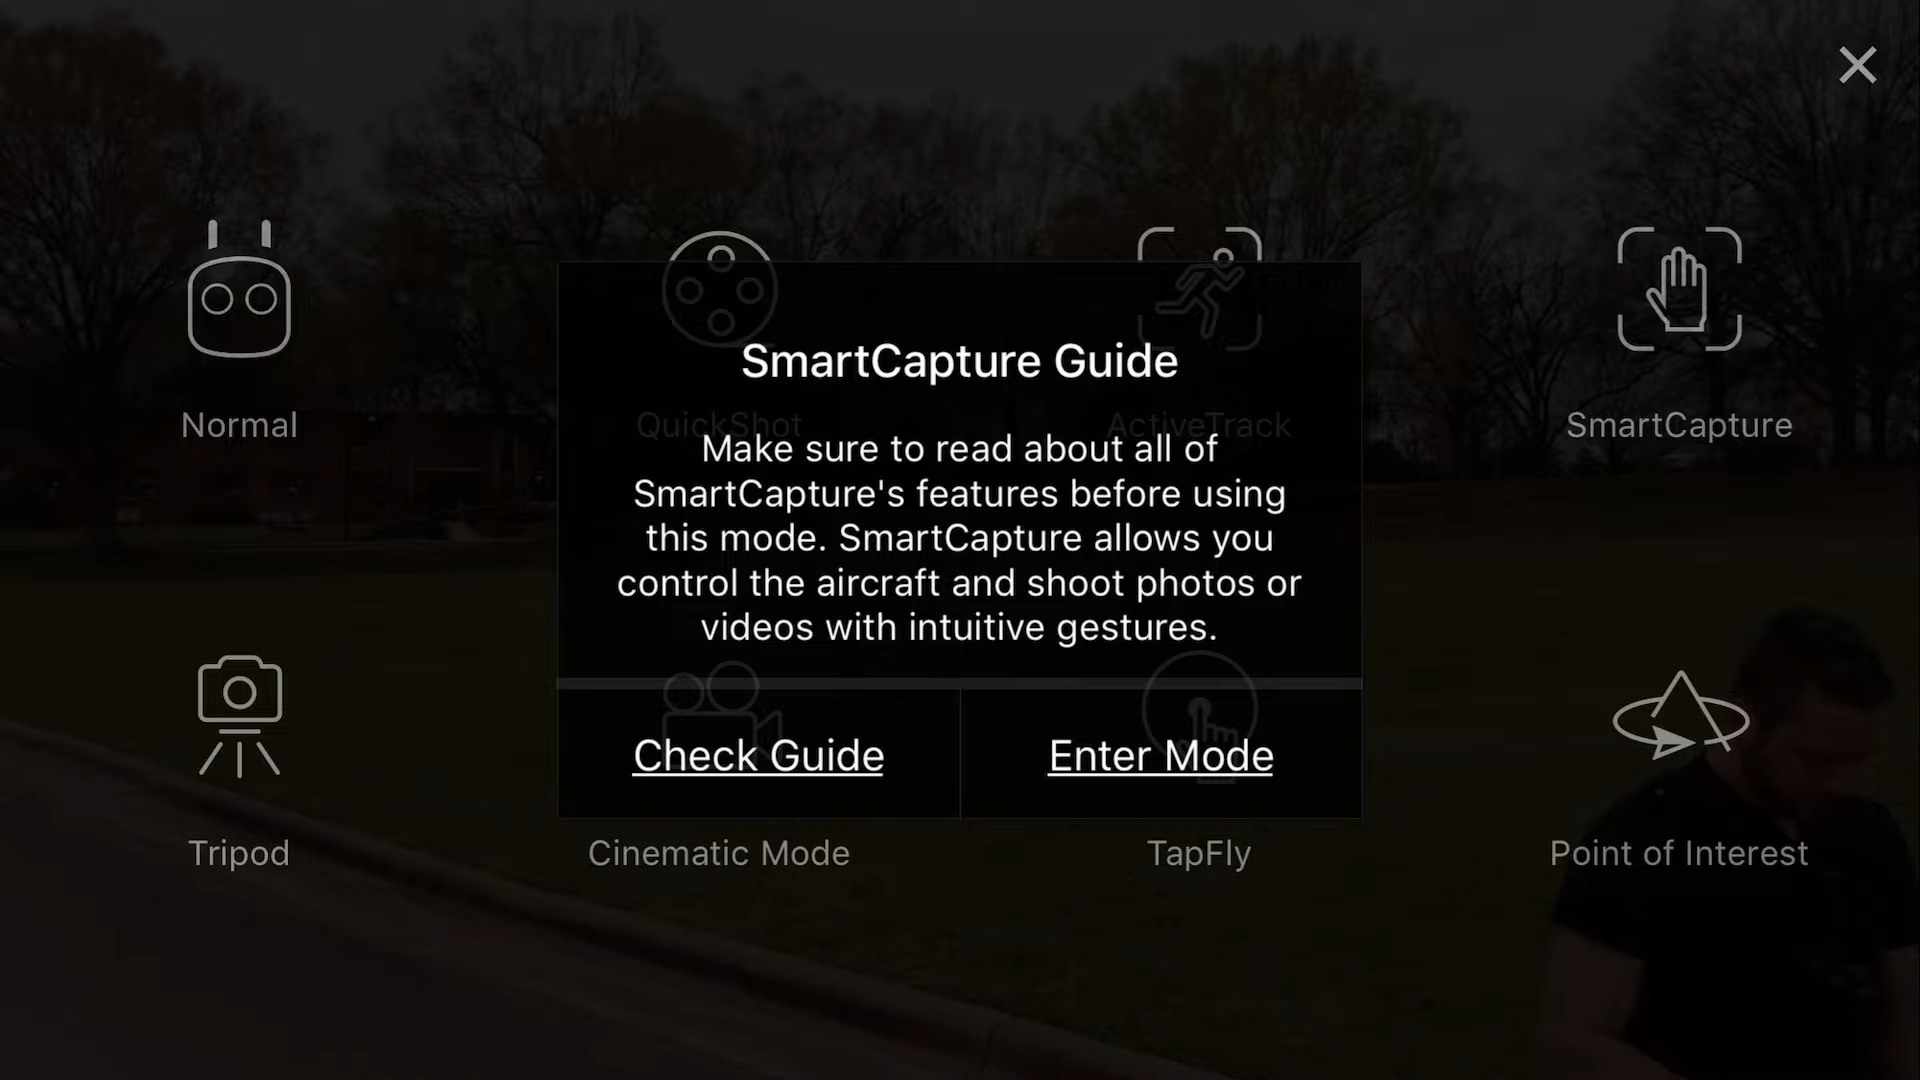 Normal
QuickShot
ActiveTrack
SmartCapture
SmartCapture Guide
Make sure to read about all of
SmartCapture's features before using
this mode. SmartCapture allows you
control the aircraft and shoot photos or
videos with intuitive gestures.
Check Guide
Enter Mode
Tripod
Cinematic Mode
TapFly
Point of Interest